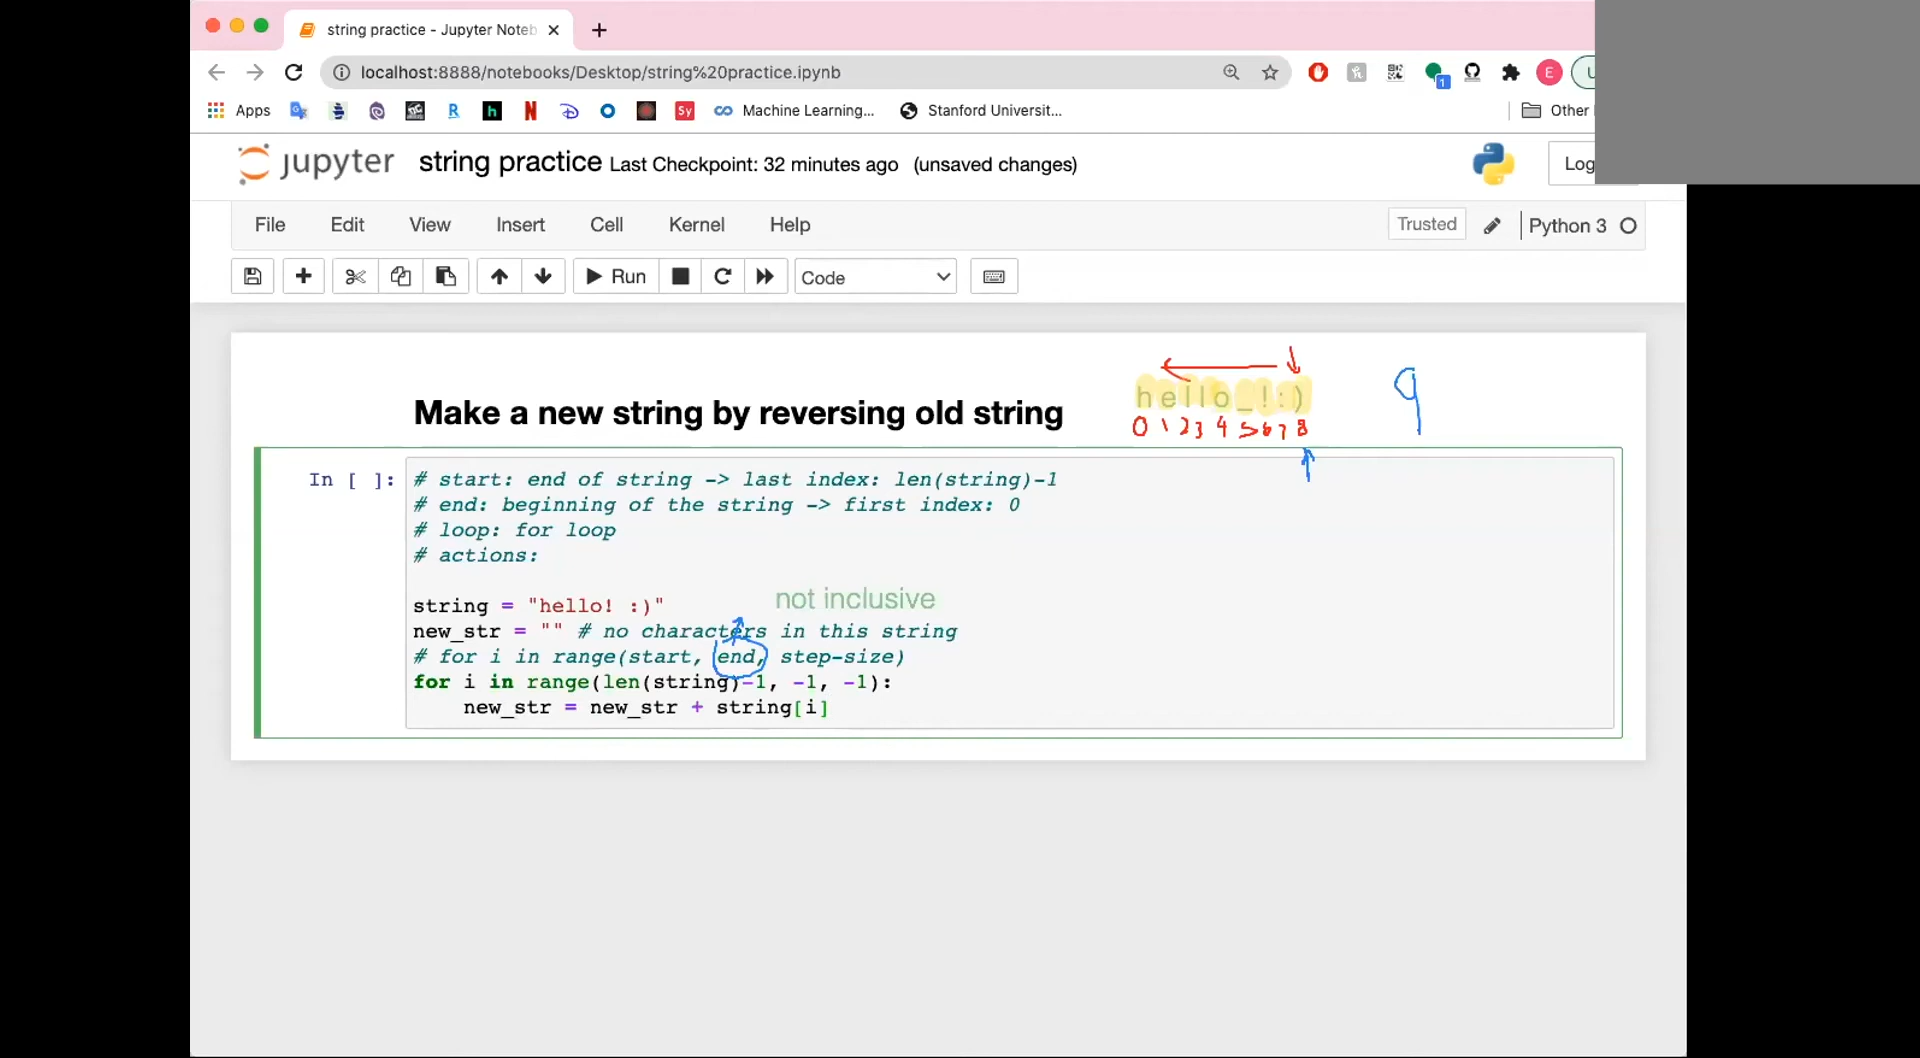 string practice - Jupyter Noteb
localhost:8888/notebooks/Desktop/string%20practice.ipynb
E
1
Apps
R
h
N
Sy
Machine Learning...
Stanford Universit...
Other
jupyter
string practice Last Checkpoint: 32 minutes ago (unsaved changes)
Log
File Edit View Insert Cell Kernel Help
Trusted
Python 3
Run
Code
Make a new string by reversing old string
hello_!:)
0 1 2 3 4 5 6 7 8
9
In [ ]:
# start: end of string -> last index: len(string)-1
# end: beginning of the string -> first index: 0
# loop: for loop
# actions:
not inclusive
string = "hello! :)"
new_str = "" # no characters in this string
# for i in range(start, end, step-size)
for i in range(len(string)-1, -1, -1):
    new_str = new_str + string[i]